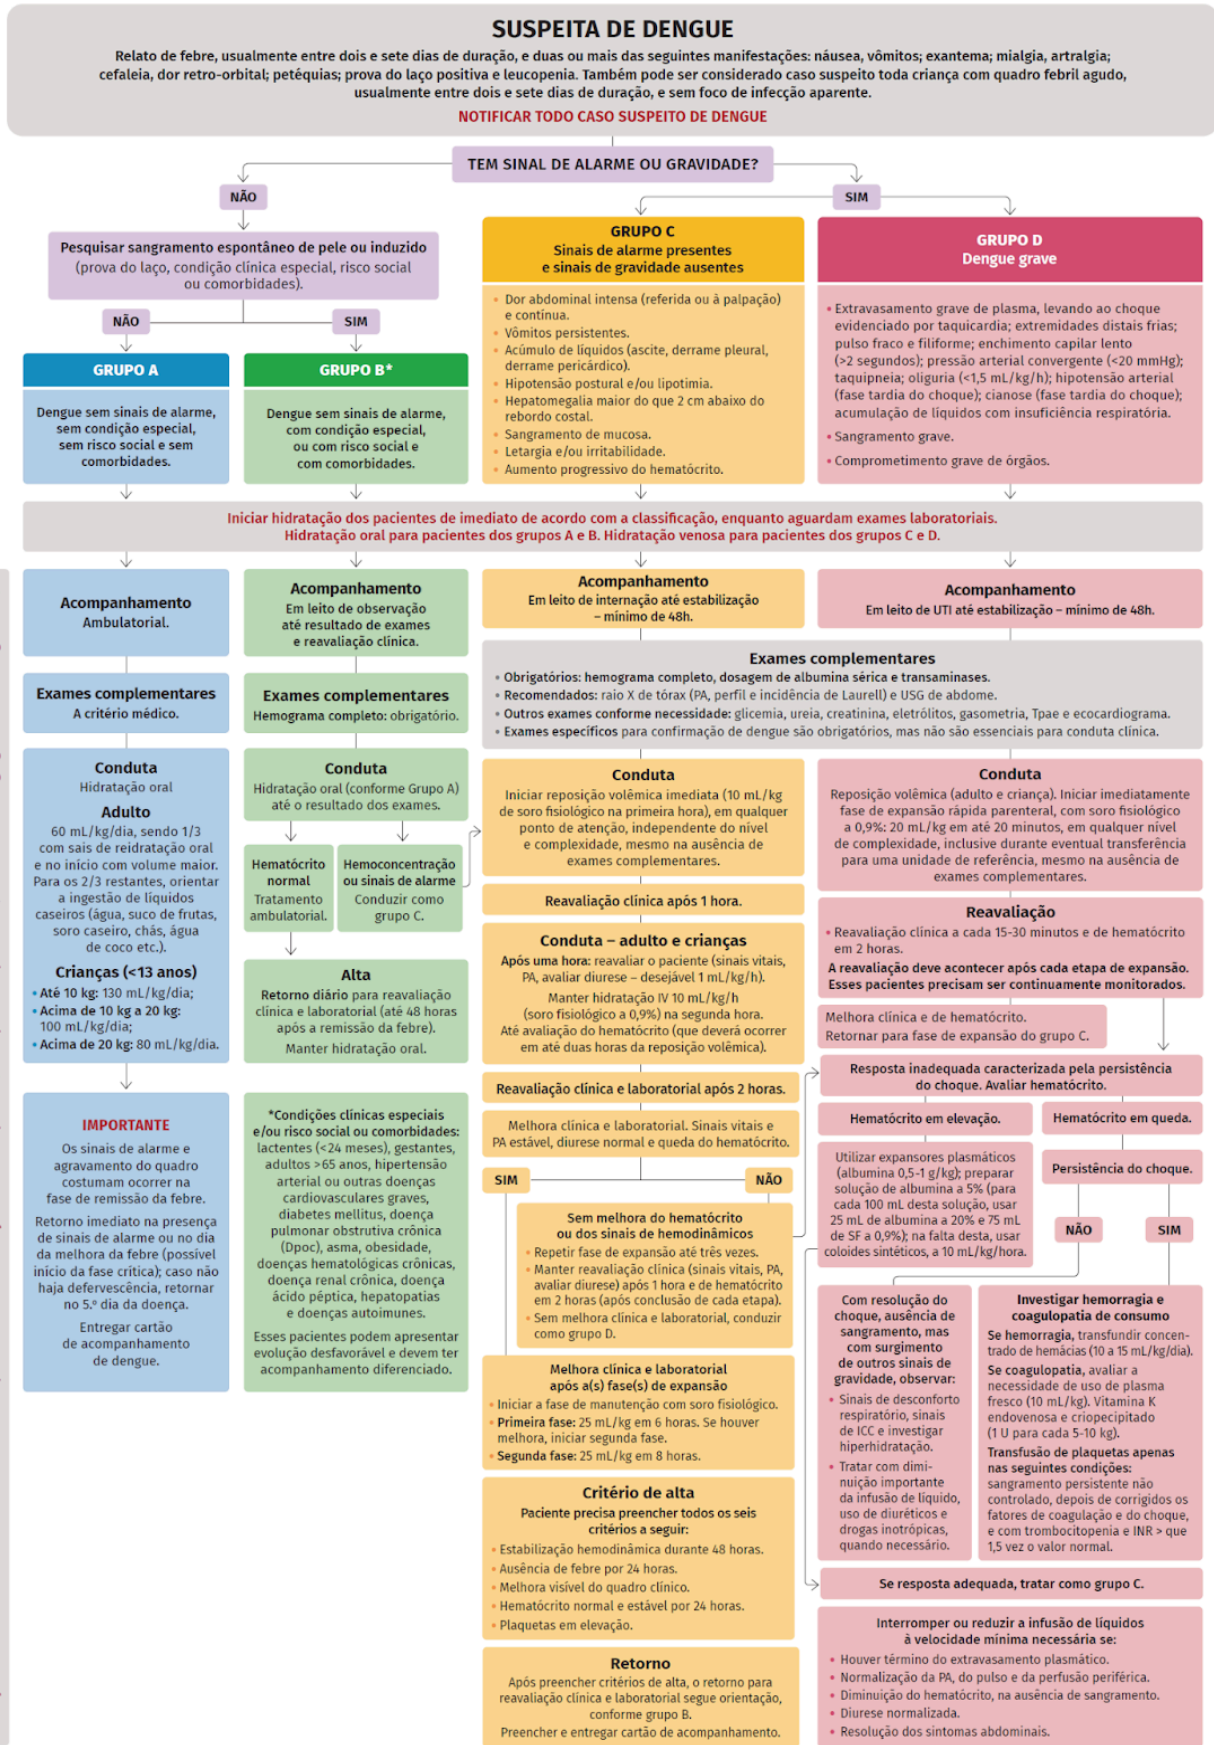 SUSPEITA DE DENGUE
Relato de febre, usualmente entre dois e sete dias de duração, e duas ou mais das seguintes manifestações: náusea, vômitos; exantema; mialgia, artralgia;
cefaleia, dor retro-orbital; petéquias; prova do laço positiva e leucopenia. Também pode ser considerado caso suspeito toda criança com quadro febril agudo,
usualmente entre dois e sete dias de duração, e sem foco de infecção aparente.
NOTIFICAR TODO CASO SUSPEITO DE DENGUE
TEM SINAL DE ALARME OU GRAVIDADE?
NÃO
SIM
Pesquisar sangramento espontâneo de pele ou induzido
(prova do laço, condição clínica especial, risco social
ou comorbidades).
NÃO
SIM
GRUPO A
Dengue sem sinais de alarme,
sem condição especial,
sem risco social e sem
comorbidades.
GRUPO B*
Dengue sem sinais de alarme,
com condição especial,
ou com risco social e
com comorbidades.
GRUPO C
Sinais de alarme presentes
e sinais de gravidade ausentes
• Dor abdominal intensa (referida ou à palpação)
e contínua.
• Vômitos persistentes.
• Acúmulo de líquidos (ascite, derrame pleural,
derrame pericárdico).
• Hipotensão postural e/ou lipotimia.
• Hepatomegalia maior do que 2 cm abaixo do
rebordo costal.
• Sangramento de mucosa.
• Letargia e/ou irritabilidade.
• Aumento progressivo do hematócrito.
GRUPO D
Dengue grave
• Extravasamento grave de plasma, levando ao choque
evidenciado por taquicardia; extremidades distais frias;
pulso fraco e filiforme; enchimento capilar lento
(>2 segundos); pressão arterial convergente (<20 mmHg);
taquipneia; oliguria (<1,5 mL/kg/h); hipotensão arterial
(fase tardia do choque); cianose (fase tardia do choque);
acumulação de líquidos com insuficiência respiratória.
• Sangramento grave.
• Comprometimento grave de órgãos.
Iniciar hidratação dos pacientes de imediato de acordo com a classificação, enquanto aguardam exames laboratoriais.
Hidratação oral para pacientes dos grupos A e B. Hidratação venosa para pacientes dos grupos C e D.
Acompanhamento
Ambulatorial.
Exames complementares
A critério médico.
Conduta
Hidratação oral
Adulto
60 mL/kg/dia, sendo 1/3
com sais de reidratação oral
e no início com volume maior.
Para os 2/3 restantes, orientar
a ingestão de líquidos
caseiros (água, suco de frutas,
soro caseiro, chás, água
de coco etc.).
Crianças (<13 anos)
• Até 10 kg: 130 mL/kg/dia;
• Acima de 10 kg a 20 kg:
100 mL/kg/dia;
• Acima de 20 kg: 80 mL/kg/dia.
IMPORTANTE
Os sinais de alarme e
agravamento do quadro
costumam ocorrer na
fase de remissão da febre.
Retorno imediato na presença
de sinais de alarme ou no dia
da melhora da febre (possível
início da fase crítica); caso não
haja defervescência, retornar
no 5.º dia da doença.
Entregar cartão
de acompanhamento
de dengue.
Acompanhamento
Em leito de observação
até resultado de exames
e reavaliação clínica.
Exames complementares
Hemograma completo: obrigatório.
Conduta
Hidratação oral (conforme Grupo A)
até o resultado dos exames.
Hematócrito
normal
Tratamento
ambulatorial.
Hemoconcentração
ou sinais de alarme
Conduzir como
grupo C.
Alta
Retorno diário para reavaliação
clínica e laboratorial (até 48 horas
após a remissão da febre).
Manter hidratação oral.
*Condições clínicas especiais
e/ou risco social ou comorbidades:
lactentes (<24 meses), gestantes,
adultos >65 anos, hipertensão
arterial ou outras doenças
cardiovasculares graves,
diabetes mellitus, doença
pulmonar obstrutiva crônica
(Dpoc), asma, obesidade,
doenças hematológicas crônicas,
doença renal crônica, doença
ácido péptica, hepatopatias
e doenças autoimunes.
Esses pacientes podem apresentar
evolução desfavorável e devem ter
acompanhamento diferenciado.
Acompanhamento
Em leito de internação até estabilização
– mínimo de 48h.
Acompanhamento
Em leito de UTI até estabilização – mínimo de 48h.
Exames complementares
• Obrigatórios: hemograma completo, dosagem de albumina sérica e transaminases.
• Recomendados: raio X de tórax (PA, perfil e incidência de Laurell) e USG de abdome.
• Outros exames conforme necessidade: glicemia, ureia, creatinina, eletrólitos, gasometria, Tpae e ecocardiograma.
• Exames específicos para confirmação de dengue são obrigatórios, mas não são essenciais para conduta clínica.
Conduta
Iniciar reposição volêmica imediata (10 mL/kg
de soro fisiológico na primeira hora), em qualquer
ponto de atenção, independente do nível
e complexidade, mesmo na ausência de
exames complementares.
Reavaliação clínica após 1 hora.
Conduta – adulto e crianças
Após uma hora: reavaliar o paciente (sinais vitais,
PA, avaliar diurese – desejável 1 mL/kg/h).
Manter hidratação IV 10 mL/kg/h
(soro fisiológico a 0,9%) na segunda hora.
Até avaliação do hematócrito (que deverá ocorrer
em até duas horas da reposição volêmica).
Reavaliação clínica e laboratorial após 2 horas.
Melhora clínica e laboratorial. Sinais vitais e
PA estável, diurese normal e queda do hematócrito.
SIM
NÃO
Sem melhora do hematócrito
ou dos sinais de hemodinâmicos
• Repetir fase de expansão até três vezes.
• Manter reavaliação clínica (sinais vitais, PA,
avaliar diurese) após 1 hora e de hematócrito
em 2 horas (após conclusão de cada etapa).
• Sem melhora clínica e laboratorial, conduzir
como grupo D.
Melhora clínica e laboratorial
após a(s) fase(s) de expansão
• Iniciar a fase de manutenção com soro fisiológico.
• Primeira fase: 25 mL/kg em 6 horas. Se houver
melhora, iniciar segunda fase.
• Segunda fase: 25 mL/kg em 8 horas.
Critério de alta
Paciente precisa preencher todos os seis
critérios a seguir:
• Estabilização hemodinâmica durante 48 horas.
• Ausência de febre por 24 horas.
• Melhora visível do quadro clínico.
• Hematócrito normal e estável por 24 horas.
• Plaquetas em elevação.
Retorno
Após preencher critérios de alta, o retorno para
reavaliação clínica e laboratorial segue orientação,
conforme grupo B.
Preencher e entregar cartão de acompanhamento.
Conduta
Reposição volêmica (adulto e criança). Iniciar imediatamente
fase de expansão rápida parenteral, com soro fisiológico
a 0,9%: 20 mL/kg em até 20 minutos, em qualquer nível
de complexidade, inclusive durante eventual transferência
para uma unidade de referência, mesmo na ausência de
exames complementares.
Reavaliação
• Reavaliação clínica a cada 15-30 minutos e de hematócrito
em 2 horas.
A reavaliação deve acontecer após cada etapa de expansão.
Esses pacientes precisam ser continuamente monitorados.
Melhora clínica e de hematócrito.
Retornar para fase de expansão do grupo C.
Resposta inadequada caracterizada pela persistência
do choque. Avaliar hematócrito.
Hematócrito em elevação.
Utilizar expansores plasmáticos
(albumina 0,5-1 g/kg); preparar
solução de albumina a 5% (para
cada 100 mL desta solução, usar
25 mL de albumina a 20% e 75 mL
de SF a 0,9%); na falta desta, usar
coloides sintéticos, a 10 mL/kg/hora.
Hematócrito em queda.
Persistência do choque.
NÃO
SIM
Com resolução do
choque, ausência de
sangramento, mas
com surgimento
de outros sinais de
gravidade, observar:
• Sinais de desconforto
respiratório, sinais
de ICC e investigar
hiperhidratação.
• Tratar com dimi-
nuição importante
da infusão de líquido,
uso de diuréticos e
drogas inotrópicas,
quando necessário.
Investigar hemorragia e
coagulopatia de consumo
Se hemorragia, transfundir concen-
trado de hemácias (10 a 15 mL/kg/dia).
Se coagulopatia, avaliar a
necessidade de uso de plasma
fresco (10 mL/kg). Vitamina K
endovenosa e criopecipitado
(1 U para cada 5-10 kg).
Transfusão de plaquetas apenas
nas seguintes condições:
sangramento persistente não
controlado, depois de corrigidos os
fatores de coagulação e do choque,
e com trombocitopenia e INR > que
1,5 vez o valor normal.
Se resposta adequada, tratar como grupo C.
Interromper ou reduzir a infusão de líquidos
à velocidade mínima necessária se:
• Houver término do extravasamento plasmático.
• Normalização da PA, do pulso e da perfusão periférica.
• Diminuição do hematócrito, na ausência de sangramento.
• Diurese normalizada.
• Resolução dos sintomas abdominais.